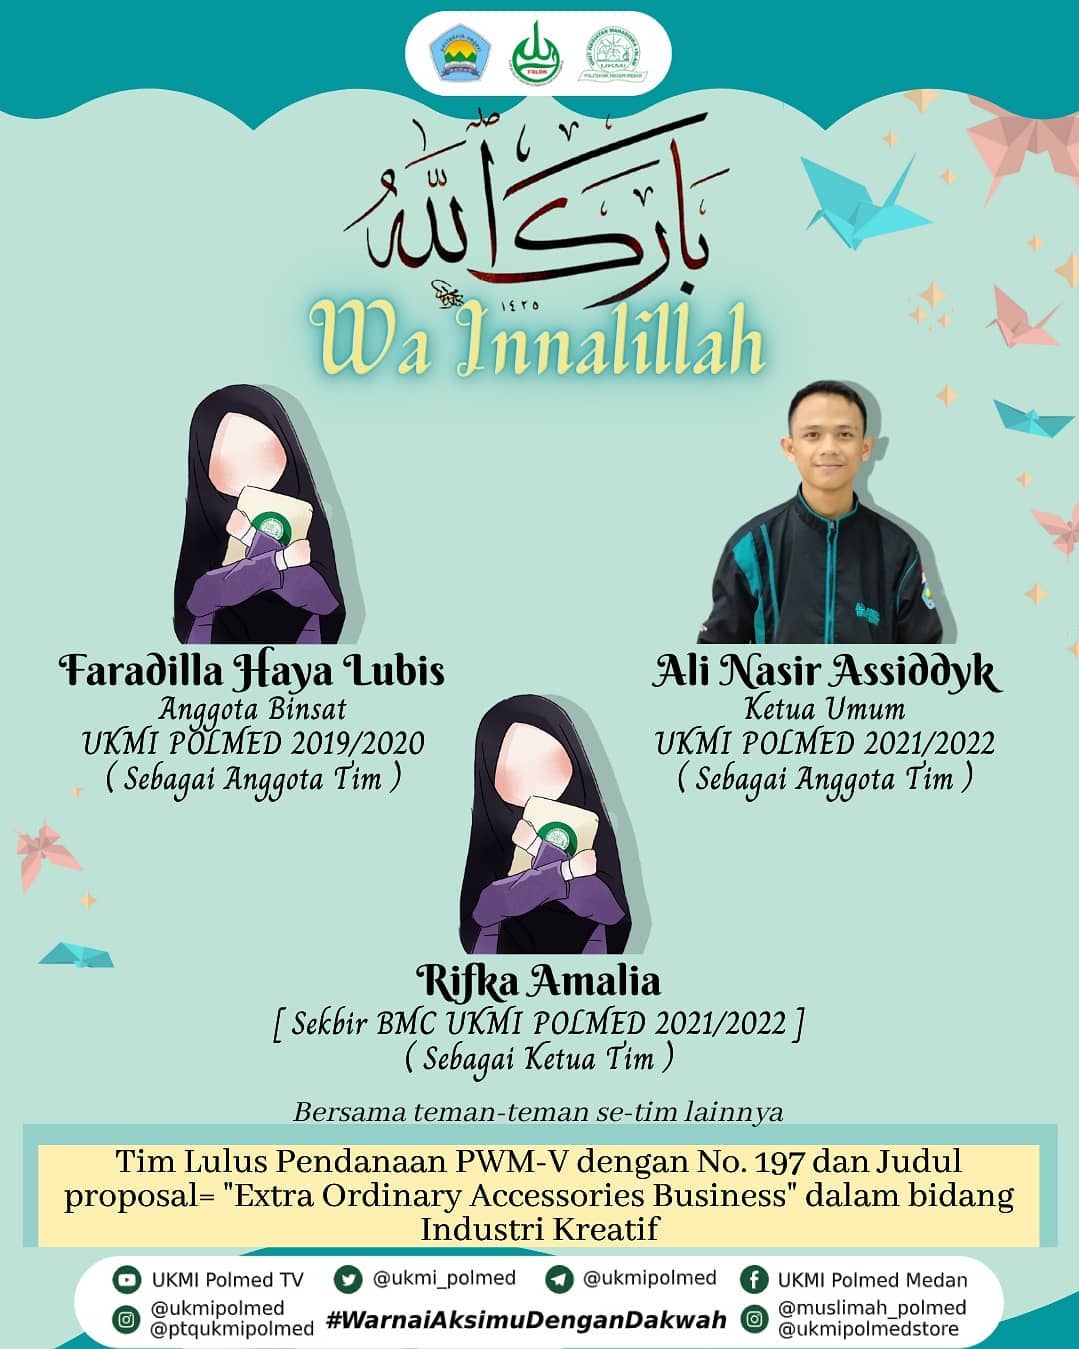 بارك الله
١٤٢٥
Wa Innalillah
Faradilla Haya Lubis
Anggota Binsat
UKMI POLMED 2019/2020
( Sebagai Anggota Tim )
Ali Nasir Assiddyk
Ketua Umum
UKMI POLMED 2021/2022
( Sebagai Anggota Tim )
Rifka Amalia
[ Sekbir BMC UKMI POLMED 2021/2022 ]
( Sebagai Ketua Tim )
Bersama teman-teman se-tim lainnya
Tim Lulus Pendanaan PWM-V dengan No. 197 dan Judul
proposal= "Extra Ordinary Accessories Business" dalam bidang
Industri Kreatif
UKMI Polmed TV
@ukmi_polmed
@ukmipolmed
UKMI Polmed Medan
@ukmipolmed
@ptqukmipolmed
#WarnaiAksimuDenganDakwah
@muslimah_polmed
@ukmipolmedstore